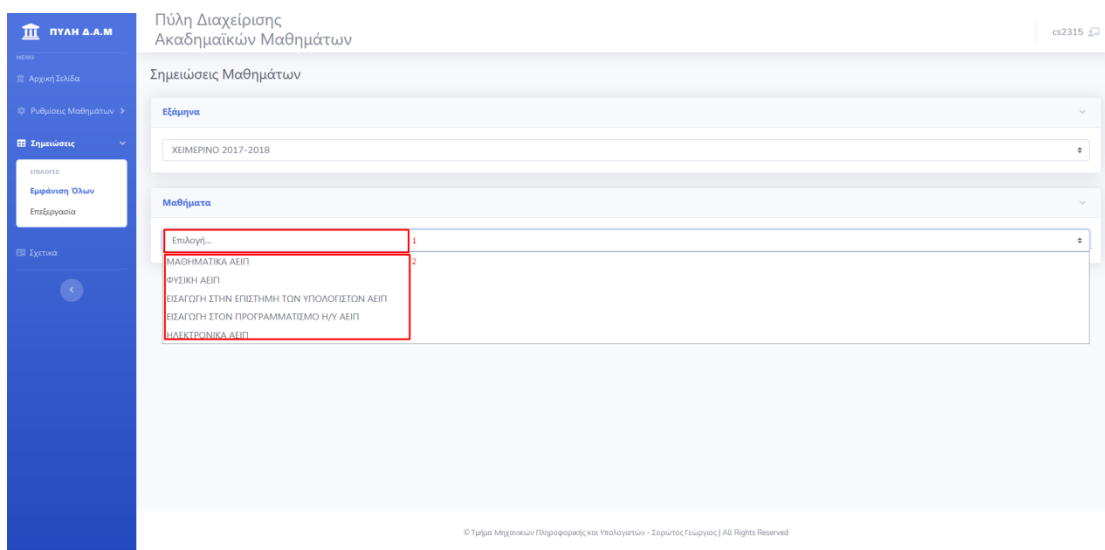 ΠΥΛΗ Δ.Α.Μ
Πύλη Διαχείρισης
Ακαδημαϊκών Μαθημάτων
cs2315
MENU
Αρχική Σελίδα
Ρυθμίσεις Μαθημάτων
Σημειώσεις
ΕΠΙΛΟΓΕΣ:
Εμφάνιση Όλων
Επεξεργασία
Σχετικά
Σημειώσεις Μαθημάτων
Εξάμηνα
ΧΕΙΜΕΡΙΝΟ 2017-2018
Μαθήματα
Επιλογή...
1
ΜΑΘΗΜΑΤΙΚΑ ΑΕΙΠ
2
ΦΥΣΙΚΗ ΑΕΙΠ
ΕΙΣΑΓΩΓΗ ΣΤΗΝ ΕΠΙΣΤΗΜΗ ΤΩΝ ΥΠΟΛΟΓΙΣΤΩΝ ΑΕΙΠ
ΕΙΣΑΓΩΓΗ ΣΤΟΝ ΠΡΟΓΡΑΜΜΑΤΙΣΜΟ Η/Υ ΑΕΙΠ
ΗΛΕΚΤΡΟΝΙΚΑ ΑΕΙΠ
© Τμήμα Μηχανικών Πληροφορικής και Υπολογιστών - Σαρώτος Γεώργιος | All Rights Reserved